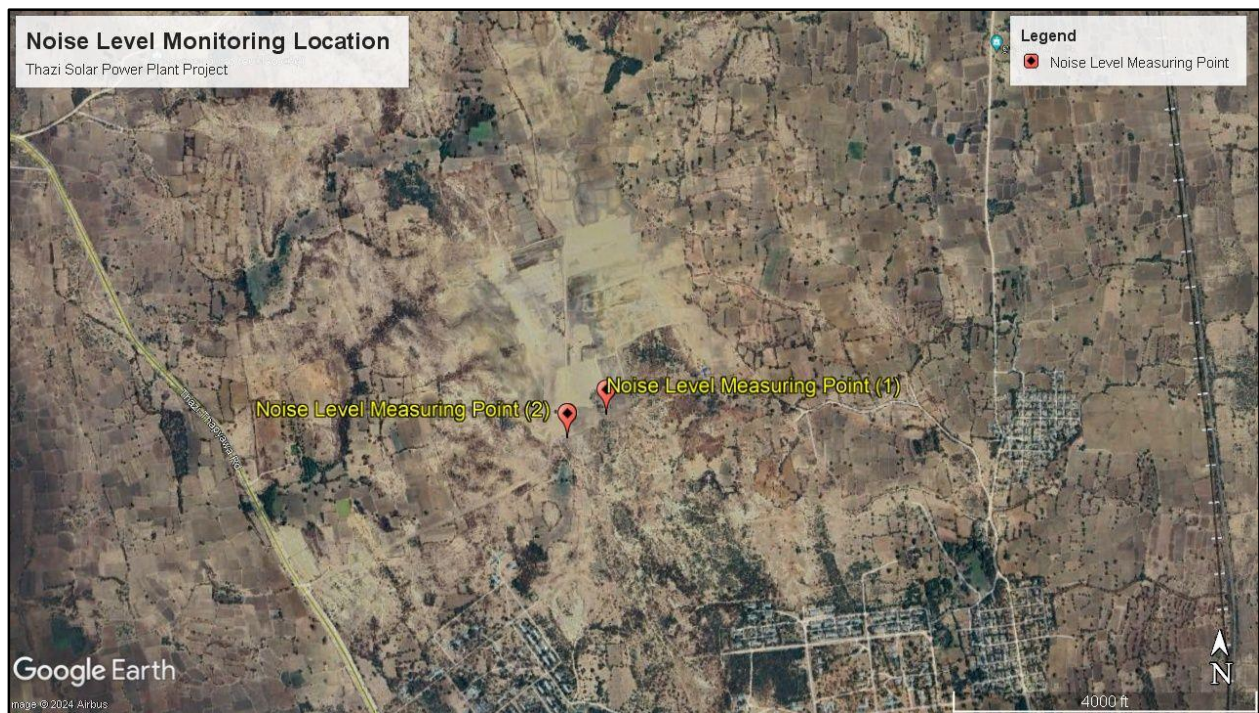 Noise Level Monitoring Location
Thazi Solar Power Plant Project
Legend
Noise Level Measuring Point
Noise Level Measuring Point (1)
Noise Level Measuring Point (2)
Google Earth
mage © 2024 Airbus
N
4000 ft